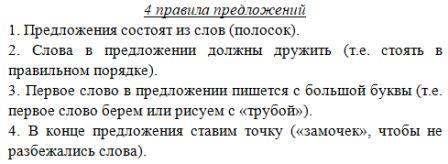 4 правила предложений
1. Предложения состоят из слов (полосок).
2. Слова в предложении должны дружить (т.е. стоять в
правильном порядке).
3. Первое слово в предложении пишется с большой буквы (т.е.
первое слово берем или рисуем с «трубой»).
4. В конце предложения ставим точку («замочек», чтобы не
разбежались слова).